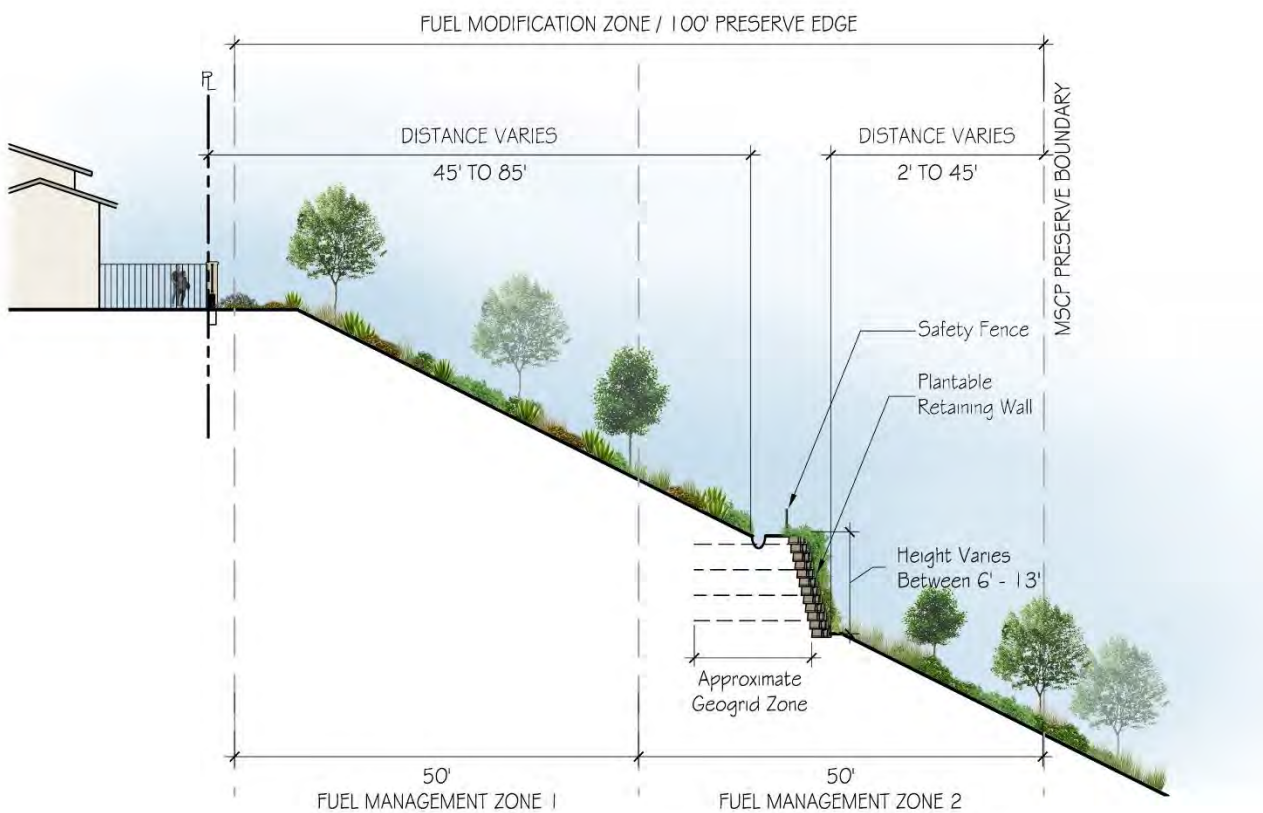 FUEL MODIFICATION ZONE / 100' PRESERVE EDGE
PL
DISTANCE VARIES
45' TO 85'
DISTANCE VARIES
2' TO 45'
MSCP PRESERVE BOUNDARY
Safety Fence
Plantable
Retaining Wall
Height Varies
Between 6' - 13'
Approximate
Geogrid Zone
50'
FUEL MANAGEMENT ZONE 1
50'
FUEL MANAGEMENT ZONE 2